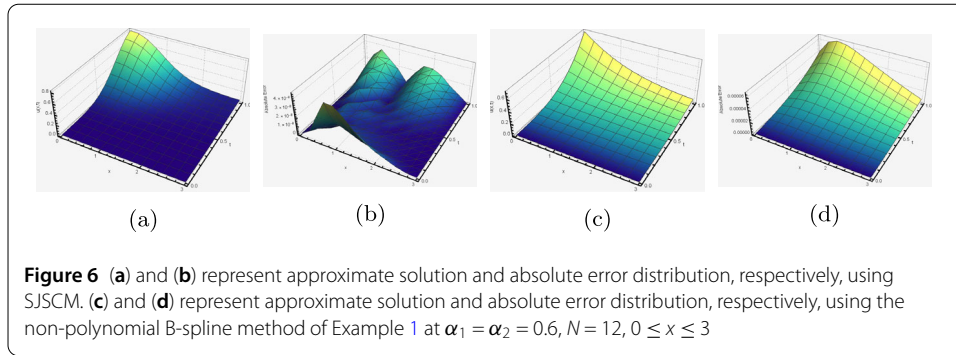 (a)
(b)
(c)
(d)
Figure 6 (a) and (b) represent approximate solution and absolute error distribution, respectively, using
SJSCM. (c) and (d) represent approximate solution and absolute error distribution, respectively, using the
non-polynomial B-spline method of Example 1 at α₁ = α₂ = 0.6, N = 12, 0 ≤ x ≤ 3